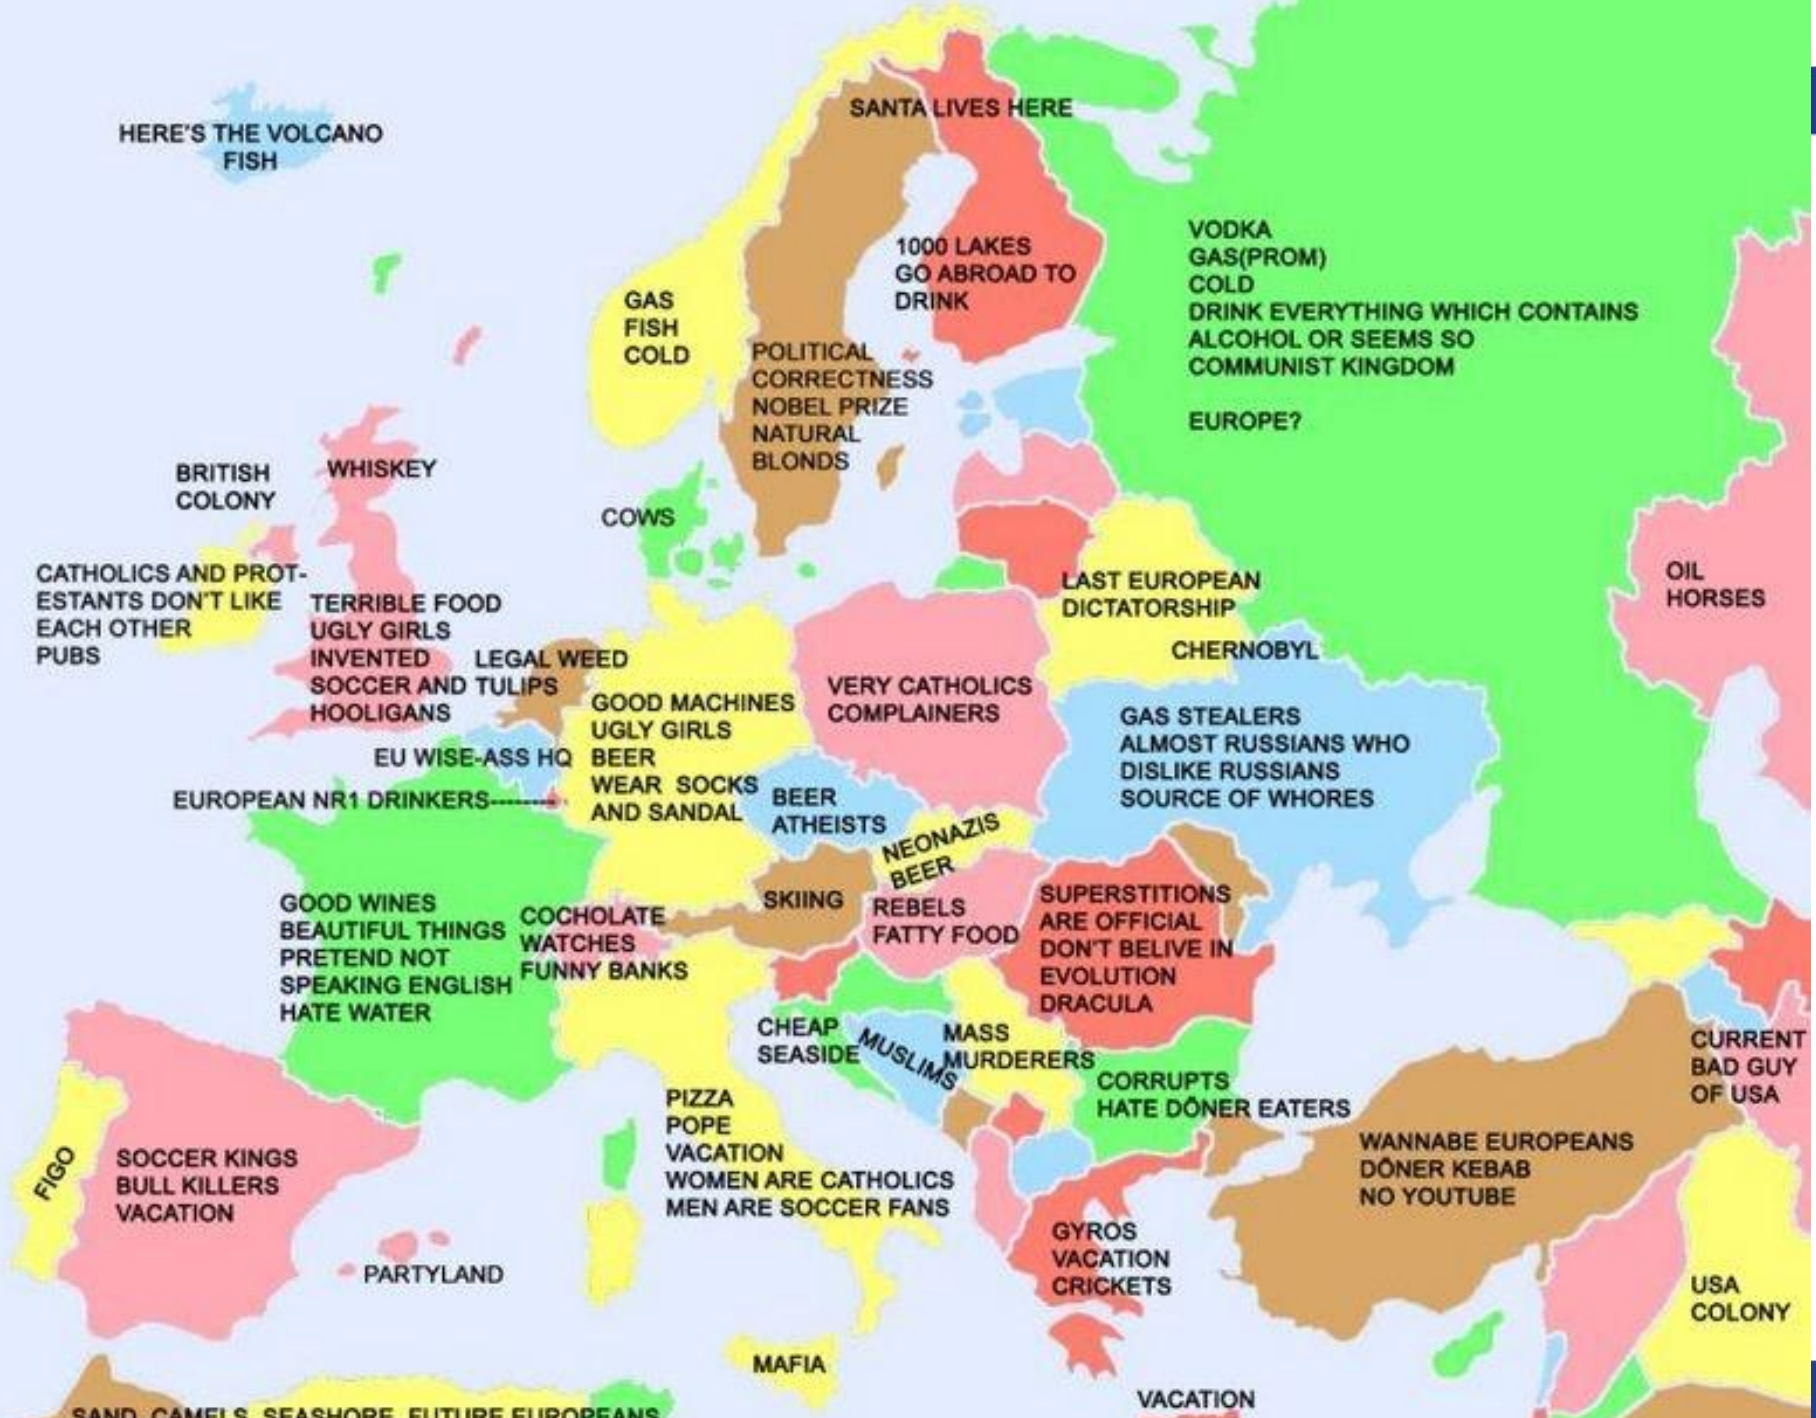 SANTA LIVES HERE
HERE'S THE VOLCANO
FISH
VODKA
GAS(PROM)
COLD
DRINK EVERYTHING WHICH CONTAINS
ALCOHOL OR SEEMS SO
COMMUNIST KINGDOM
EUROPE?
1000 LAKES
GO ABROAD TO
DRINK
GAS
FISH
COLD
POLITICAL
CORRECTNESS
NOBEL PRIZE
NATURAL
BLONDS
BRITISH
COLONY
WHISKEY
COWS
CATHOLICS AND PROT-
ESTANTS DON'T LIKE
EACH OTHER
PUBS
TERRIBLE FOOD
UGLY GIRLS
INVENTED
SOCCER AND
HOOLIGANS
LEGAL WEED
TULIPS
LAST EUROPEAN
DICTATORSHIP
OIL
HORSES
CHERNOBYL
GOOD MACHINES
UGLY GIRLS
BEER
WEAR SOCKS
AND SANDAL
VERY CATHOLICS
COMPLAINERS
GAS STEALERS
ALMOST RUSSIANS WHO
DISLIKE RUSSIANS
SOURCE OF WHORES
EU WISE-ASS HQ
EUROPEAN NR1 DRINKERS--------
BEER
ATHEISTS
NEONAZIS
BEER
SKIING
REBELS
FATTY FOOD
SUPERSTITIONS
ARE OFFICIAL
DON'T BELIVE IN
EVOLUTION
DRACULA
GOOD WINES
BEAUTIFUL THINGS
PRETEND NOT
SPEAKING ENGLISH
HATE WATER
COCHOLATE
WATCHES
FUNNY BANKS
CHEAP
SEASIDE
MUSLIMS
MASS
MURDERERS
CORRUPTS
HATE DÖNER EATERS
CURRENT
BAD GUY
OF USA
PIZZA
POPE
VACATION
WOMEN ARE CATHOLICS
MEN ARE SOCCER FANS
FIGO
SOCCER KINGS
BULL KILLERS
VACATION
WANNABE EUROPEANS
DÖNER KEBAB
NO YOUTUBE
GYROS
VACATION
CRICKETS
PARTYLAND
USA
COLONY
MAFIA
VACATION
SAND, CAMELS, SEASHORE, FUTURE EUROPEANS